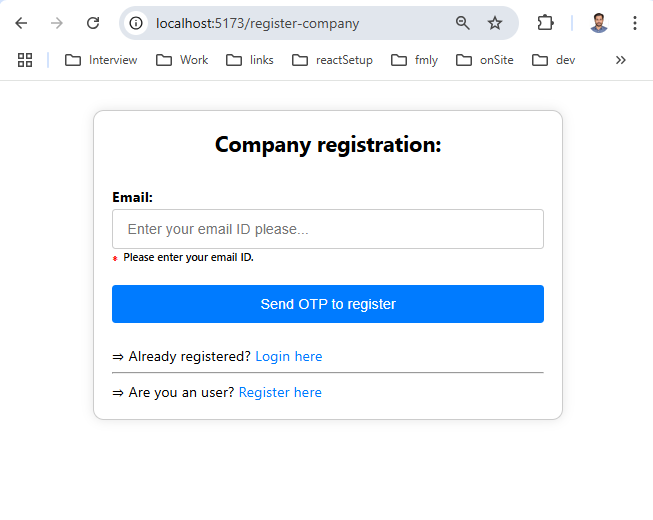 localhost:5173/register-company
Interview Work links reactSetup fmly onSite dev
Company registration:
Email:
Enter your email ID please...
* Please enter your email ID.
Send OTP to register
⇒ Already registered? Login here
⇒ Are you an user? Register here